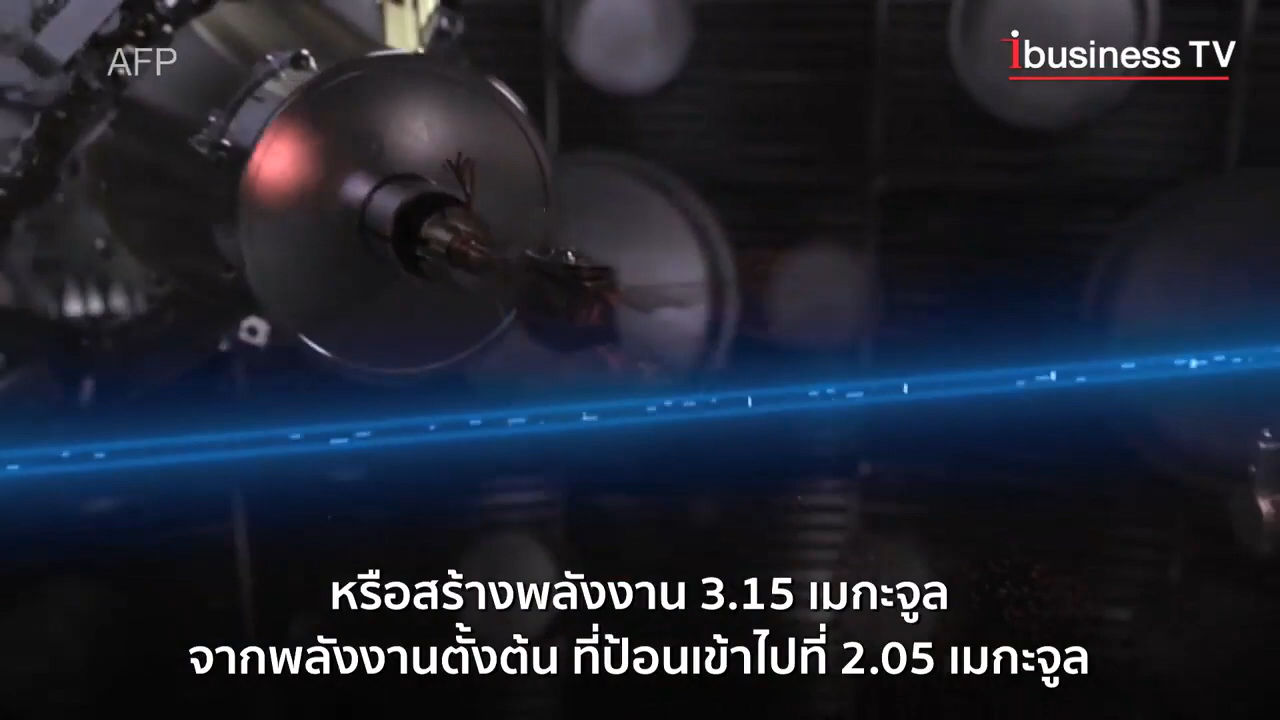 AFP
ibusiness TV
หรือสร้างพลังงาน 3.15 เมกะจูล
จากพลังงานตั้งต้น ที่ป้อนเข้าไปที่ 2.05 เมกะจูล